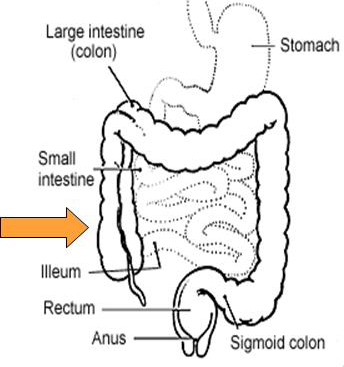 Large intestine
(colon)
Stomach
Small
intestine
Illeum
Rectum
Anus
Sigmoid colon